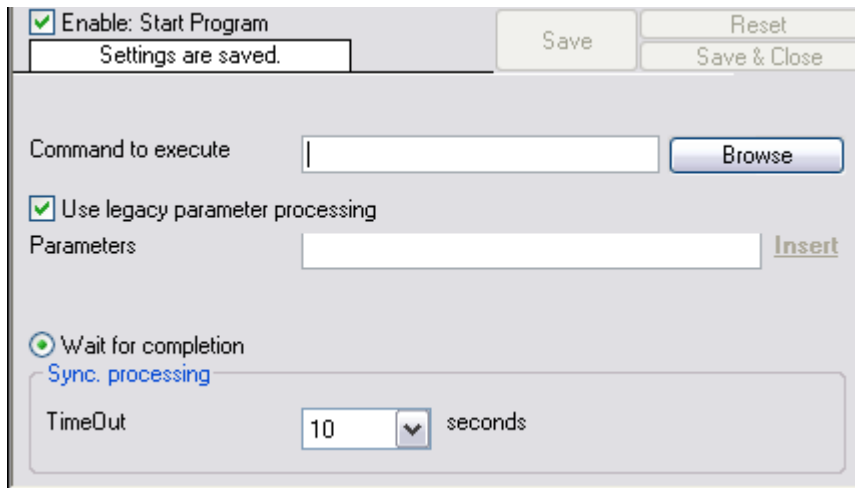 Enable: Start Program
Save
Reset
Settings are saved.
Save & Close
Command to execute
Browse
Use legacy parameter processing
Parameters
Insert
Wait for completion
Sync. processing
TimeOut
10
seconds